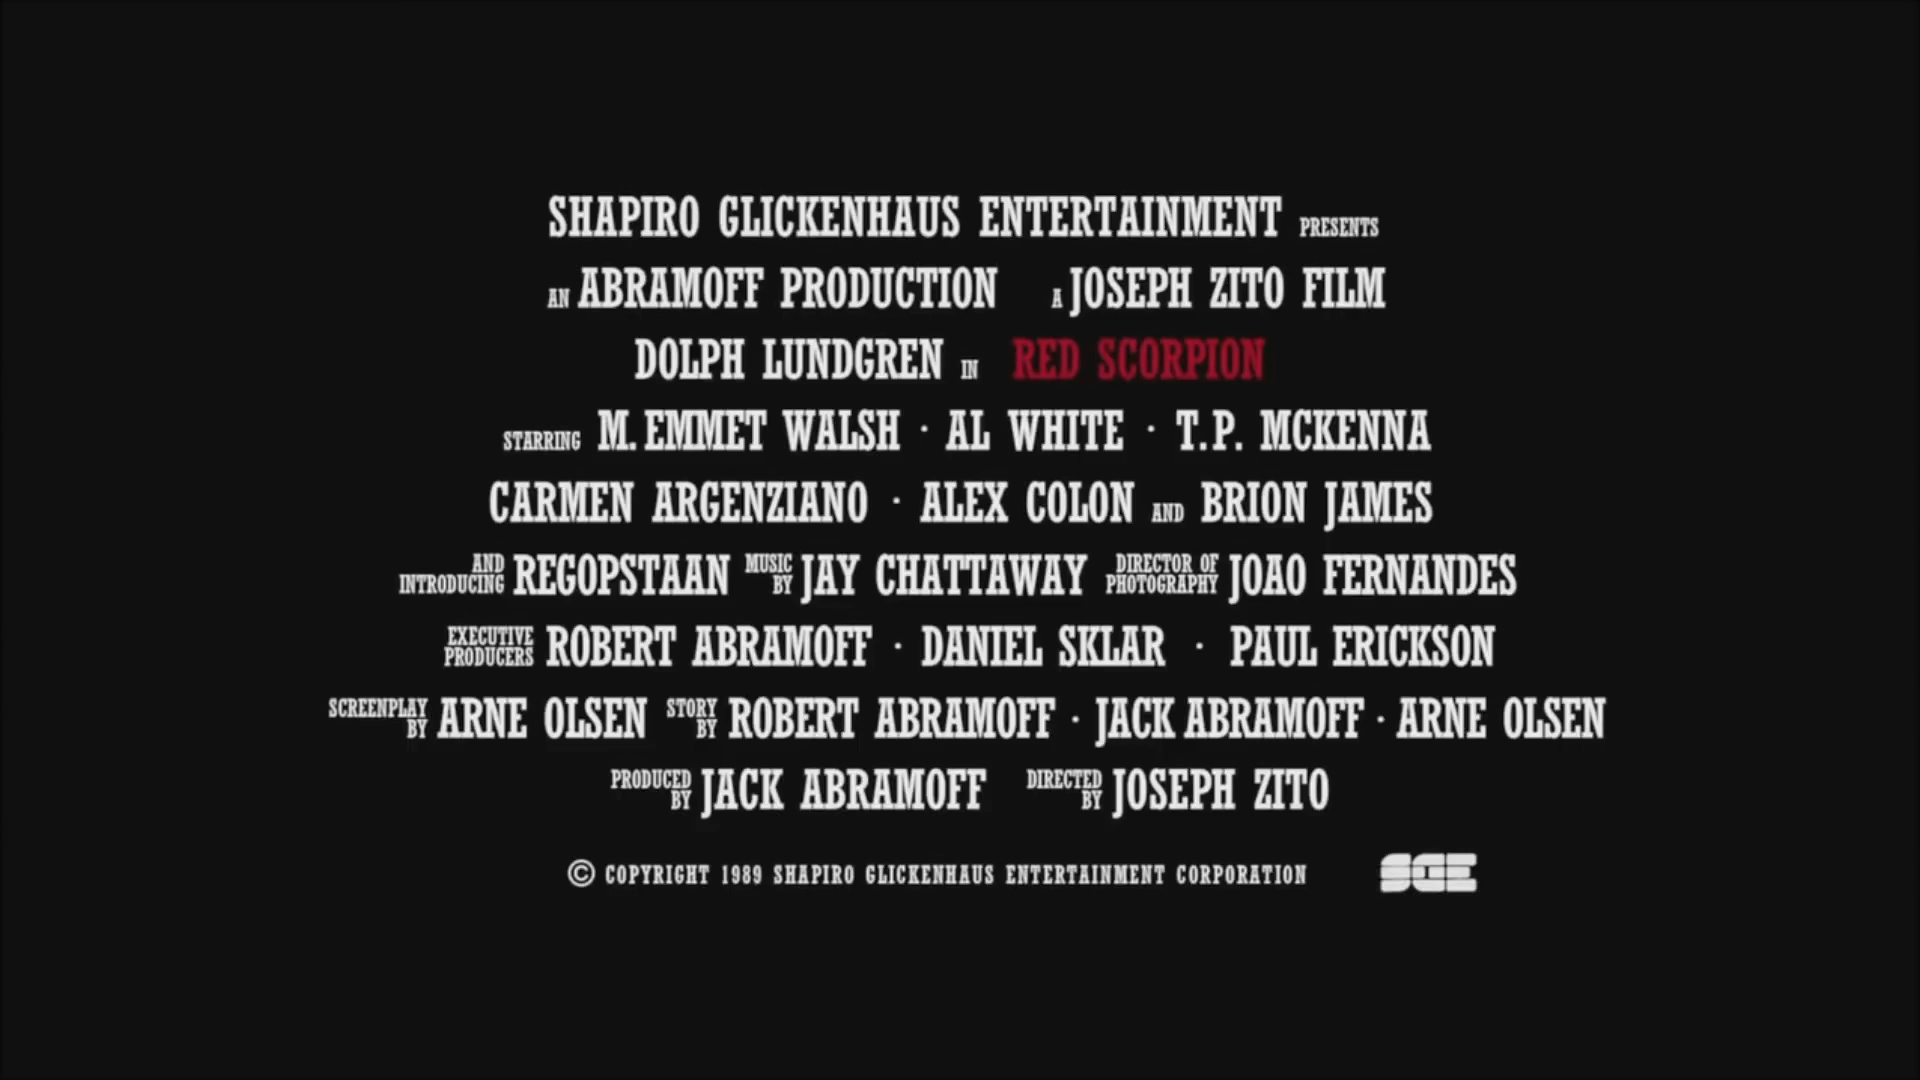 SHAPIRO GLICKENHAUS ENTERTAINMENT PRESENTS
AN ABRAMOFF PRODUCTION A JOSEPH ZITO FILM
DOLPH LUNDGREN IN RED SCORPION
STARRING M. EMMET WALSH · AL WHITE · T.P. MCKENNA
CARMEN ARGENZIANO · ALEX COLON AND BRION JAMES
AND INTRODUCING REGOPSTAAN MUSIC BY JAY CHATTAWAY DIRECTOR OF PHOTOGRAPHY JOAO FERNANDES
EXECUTIVE PRODUCERS ROBERT ABRAMOFF · DANIEL SKLAR · PAUL ERICKSON
SCREENPLAY BY ARNE OLSEN STORY BY ROBERT ABRAMOFF · JACK ABRAMOFF · ARNE OLSEN
PRODUCED BY JACK ABRAMOFF DIRECTED BY JOSEPH ZITO
© COPYRIGHT 1989 SHAPIRO GLICKENHAUS ENTERTAINMENT CORPORATION SGE